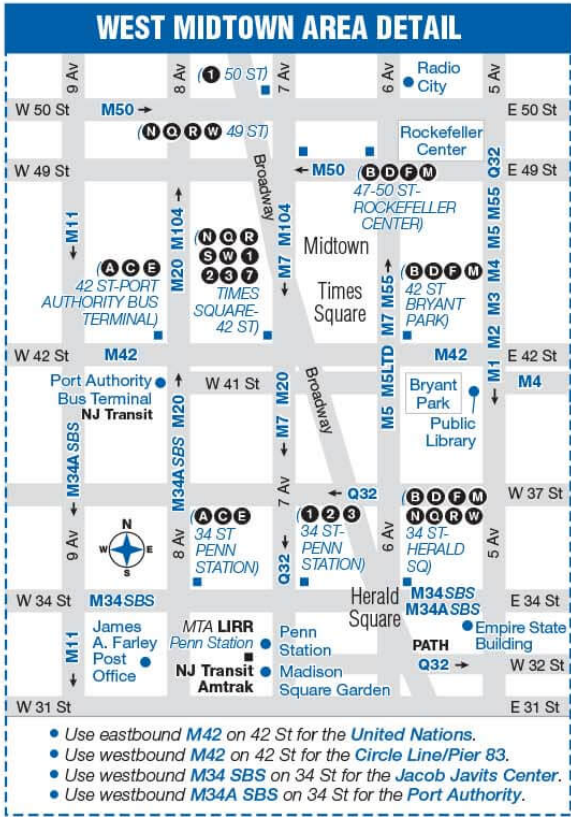 WEST MIDTOWN AREA DETAIL
9 Av
8 Av
(1 50 ST)
7 Av
6 Av
Radio
City
5 Av
W 50 St
M50 →
E 50 St
(N Q R W 49 ST)
Rockefeller
Center
W 49 St
← M50
E 49 St
(B D F M
47-50 ST-
ROCKEFELLER
CENTER)
Broadway
M11
M20 M104
M7 M104
M5 M7 M55
M1 M2 M3 M4 M5 M55 Q32
(A C E
42 ST-PORT
AUTHORITY BUS
TERMINAL)
(N Q R
S W 1
2 3 7
TIMES
SQUARE-
42 ST)
Midtown
Times
Square
(B D F M
42 ST
BRYANT
PARK)
W 42 St
M42
M42
E 42 St
Port Authority
Bus Terminal
NJ Transit
W 41 St
Bryant
Park
Public
Library
M4
M34A SBS
M34A SBS M20
M7 M20
Broadway
M5 M5LTD
← Q32
W 37 St
9 Av
N
W E
S
8 Av
(A C E
34 ST
PENN
STATION)
7 Av
Q32
(1 2 3
34 ST-
PENN
STATION)
6 Av
(B D F M
N Q R W
34 ST-
HERALD
SQ)
5 Av
W 34 St
M34 SBS
Herald
Square
M34 SBS
M34A SBS
E 34 St
M11
James
A. Farley
Post
Office
MTA LIRR
Penn Station
NJ Transit
Amtrak
Penn
Station
Madison
Square Garden
PATH
Empire State
Building
Q32 →
W 32 St
W 31 St
E 31 St
• Use eastbound M42 on 42 St for the United Nations.
• Use westbound M42 on 42 St for the Circle Line/Pier 83.
• Use westbound M34 SBS on 34 St for the Jacob Javits Center.
• Use westbound M34A SBS on 34 St for the Port Authority.